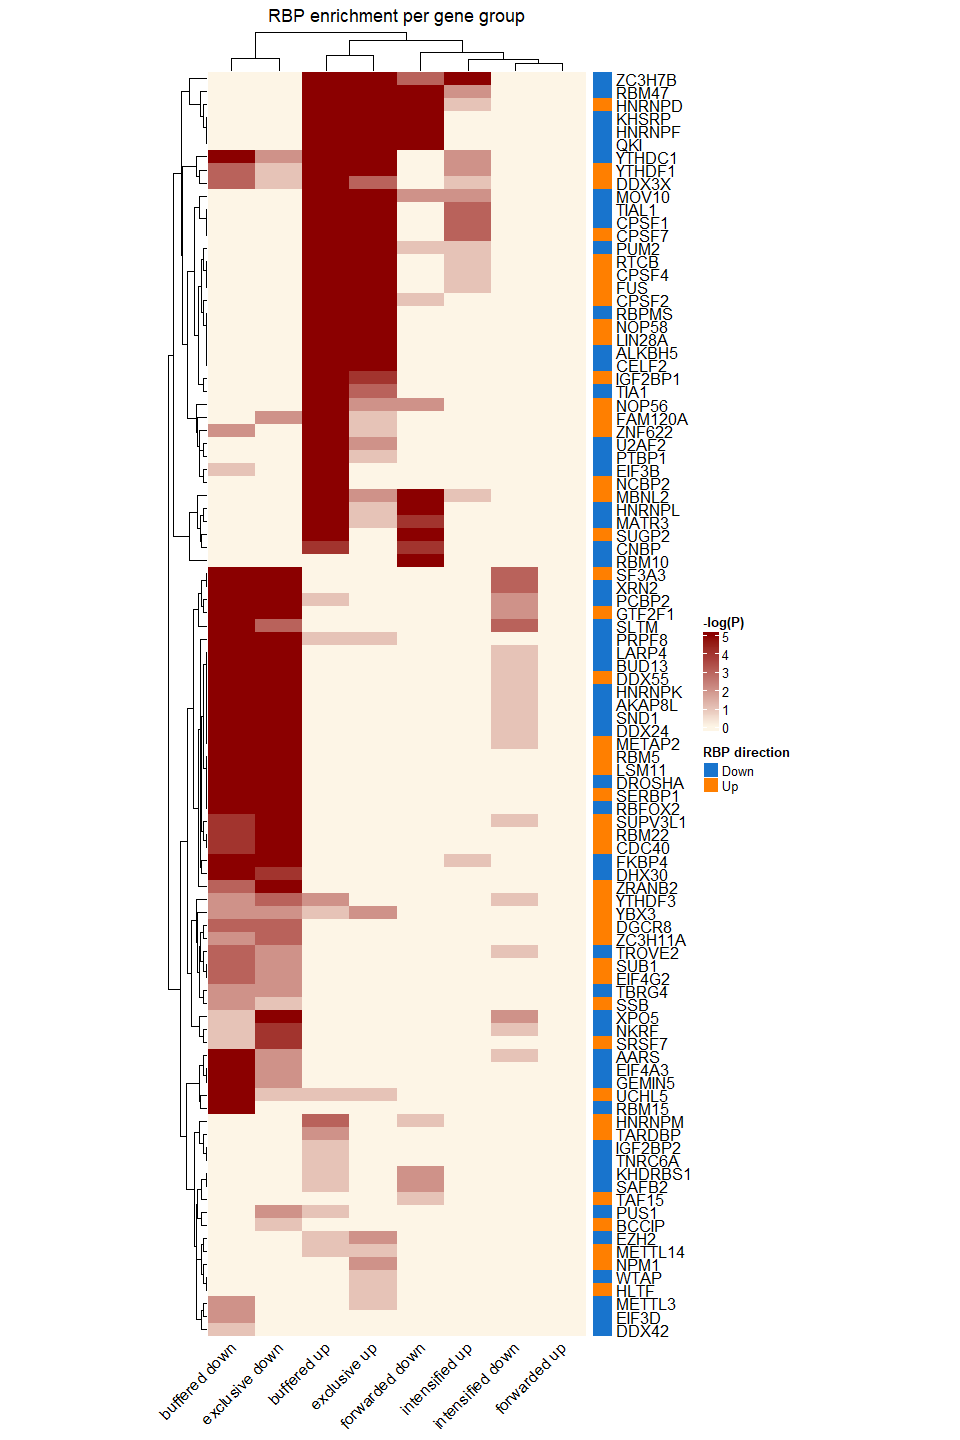 RBP enrichment per gene group
ZC3H7B
RBM47
HNRNPD
KHSRP
HNRNPF
QKI
YTHDC1
YTHDF1
DDX3X
MOV10
TIAL1
CPSF1
CPSF7
PUM2
RTCB
CPSF4
FUS
CPSF2
RBPMS
NOP58
LIN28A
ALKBH5
CELF2
IGF2BP1
TIA1
NOP56
FAM120A
ZNF622
U2AF2
PTBP1
EIF3B
NCBP2
MBNL2
HNRNPL
MATR3
SUGP2
CNBP
RBM10
SF3A3
XRN2
PCBP2
GTF2F1
SLTM
PRPF8
LARP4
BUD13
DDX55
HNRNPK
AKAP8L
SND1
DDX24
METAP2
RBM5
LSM11
DROSHA
SERBP1
RBFOX2
SUPV3L1
RBM22
CDC40
FKBP4
DHX30
ZRANB2
YTHDF3
YBX3
DGCR8
ZC3H11A
TROVE2
SUB1
EIF4G2
TBRG4
SSB
XPO5
NKRF
SRSF7
AARS
EIF4A3
GEMIN5
UCHL5
RBM15
HNRNPM
TARDBP
IGF2BP2
TNRC6A
KHDRBS1
SAFB2
TAF15
PUS1
BCCIP
EZH2
METTL14
NPM1
WTAP
HLTF
METTL3
EIF3D
DDX42
-log(P)
5
4
3
2
1
0
RBP direction
Down
Up
buffered down
exclusive down
buffered up
exclusive up
forwarded down
intensified up
intensified down
forwarded up